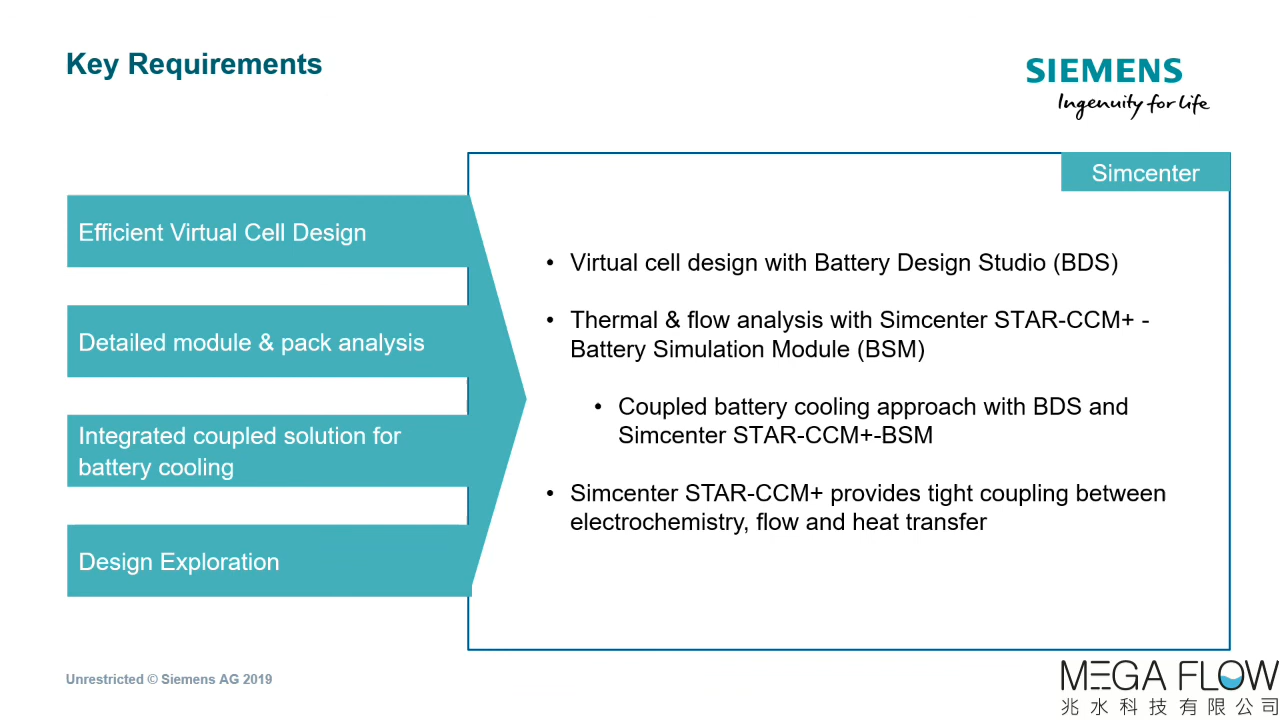 Key Requirements
SIEMENS
Ingenuity for life
Simcenter
Efficient Virtual Cell Design
Detailed module & pack analysis
Integrated coupled solution for
battery cooling
Design Exploration
• Virtual cell design with Battery Design Studio (BDS)
• Thermal & flow analysis with Simcenter STAR-CCM+ -
Battery Simulation Module (BSM)
• Coupled battery cooling approach with BDS and
Simcenter STAR-CCM+-BSM
• Simcenter STAR-CCM+ provides tight coupling between
electrochemistry, flow and heat transfer
Unrestricted © Siemens AG 2019
MEGA FLOW
兆水科技有限公司